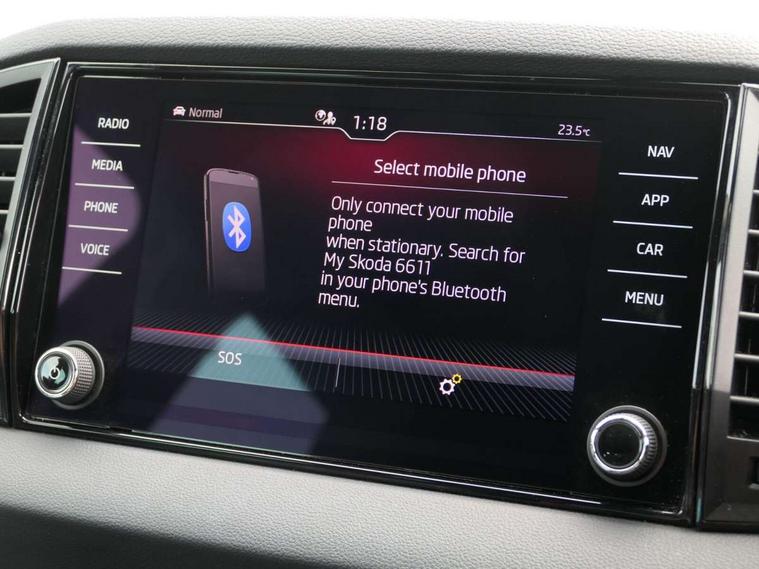 Normal
1:18
23.5°C
RADIO
MEDIA
PHONE
VOICE
Select mobile phone
Only connect your mobile
phone
when stationary. Search for
My Skoda 6611
in your phone's Bluetooth
menu.
SOS
NAV
APP
CAR
MENU